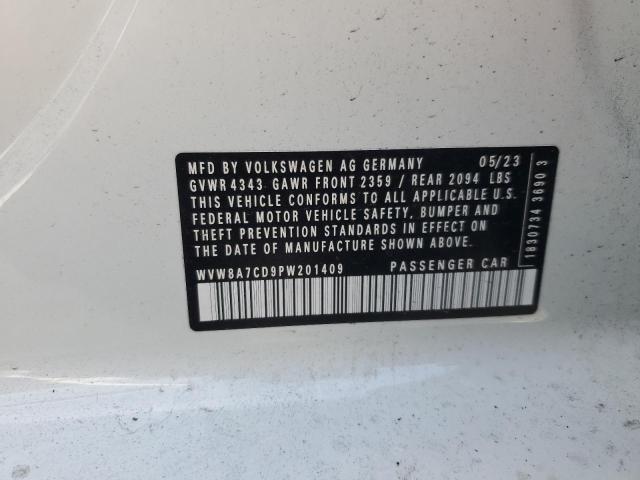 MFD BY VOLKSWAGEN AG GERMANY 05/23
GVWR 4343 GAWR FRONT 2359 / REAR 2094 LBS
THIS VEHICLE CONFORMS TO ALL APPLICABLE U.S.
FEDERAL MOTOR VEHICLE SAFETY, BUMPER AND
THEFT PREVENTION STANDARDS IN EFFECT ON
THE DATE OF MANUFACTURE SHOWN ABOVE.
WVW8A7CD9PW201409 PASSENGER CAR
1830734 3690 3